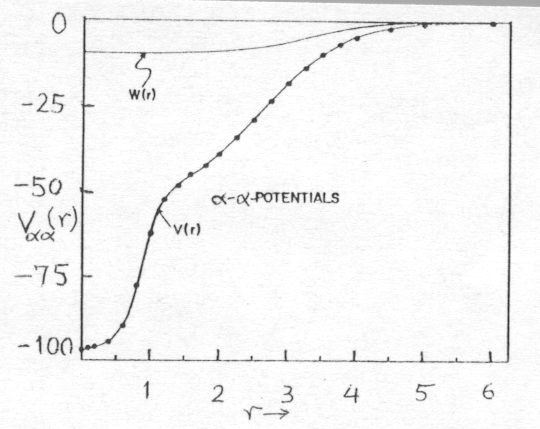 0
W(r)
-25
-50
α-α-POTENTIALS
Vαα(r)
V(r)
-75
-100
1 2 3 4 5 6
r→